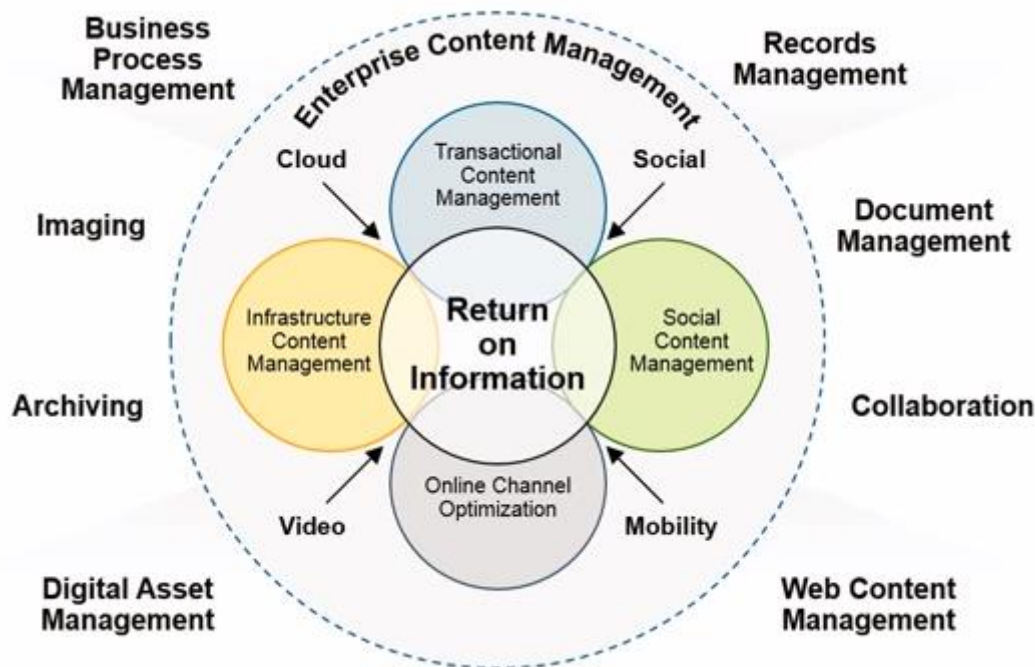 Business
Process
Management
Enterprise Content Management
Records
Management
Cloud
Transactional
Content
Management
Social
Imaging
Document
Management
Infrastructure
Content
Management
Return
on
Information
Social
Content
Management
Archiving
Collaboration
Online Channel
Optimization
Video
Mobility
Digital Asset
Management
Web Content
Management